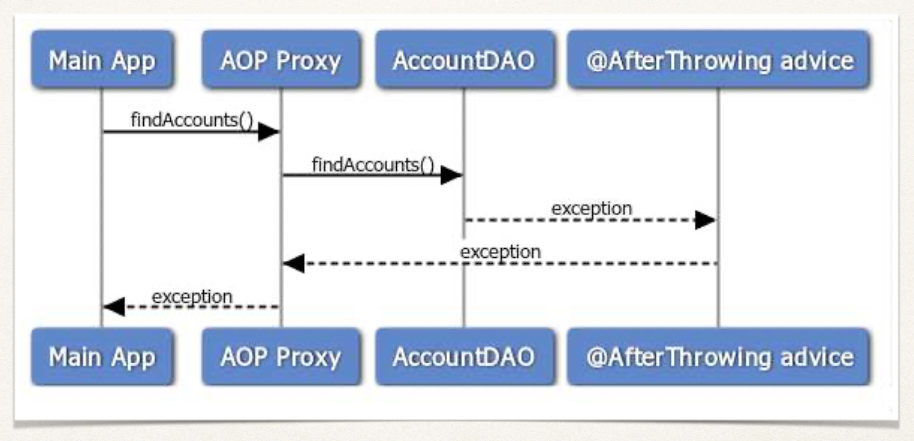 Main App AOP Proxy AccountDAO @AfterThrowing advice
findAccounts()
findAccounts()
exception
exception
exception
Main App AOP Proxy AccountDAO @AfterThrowing advice